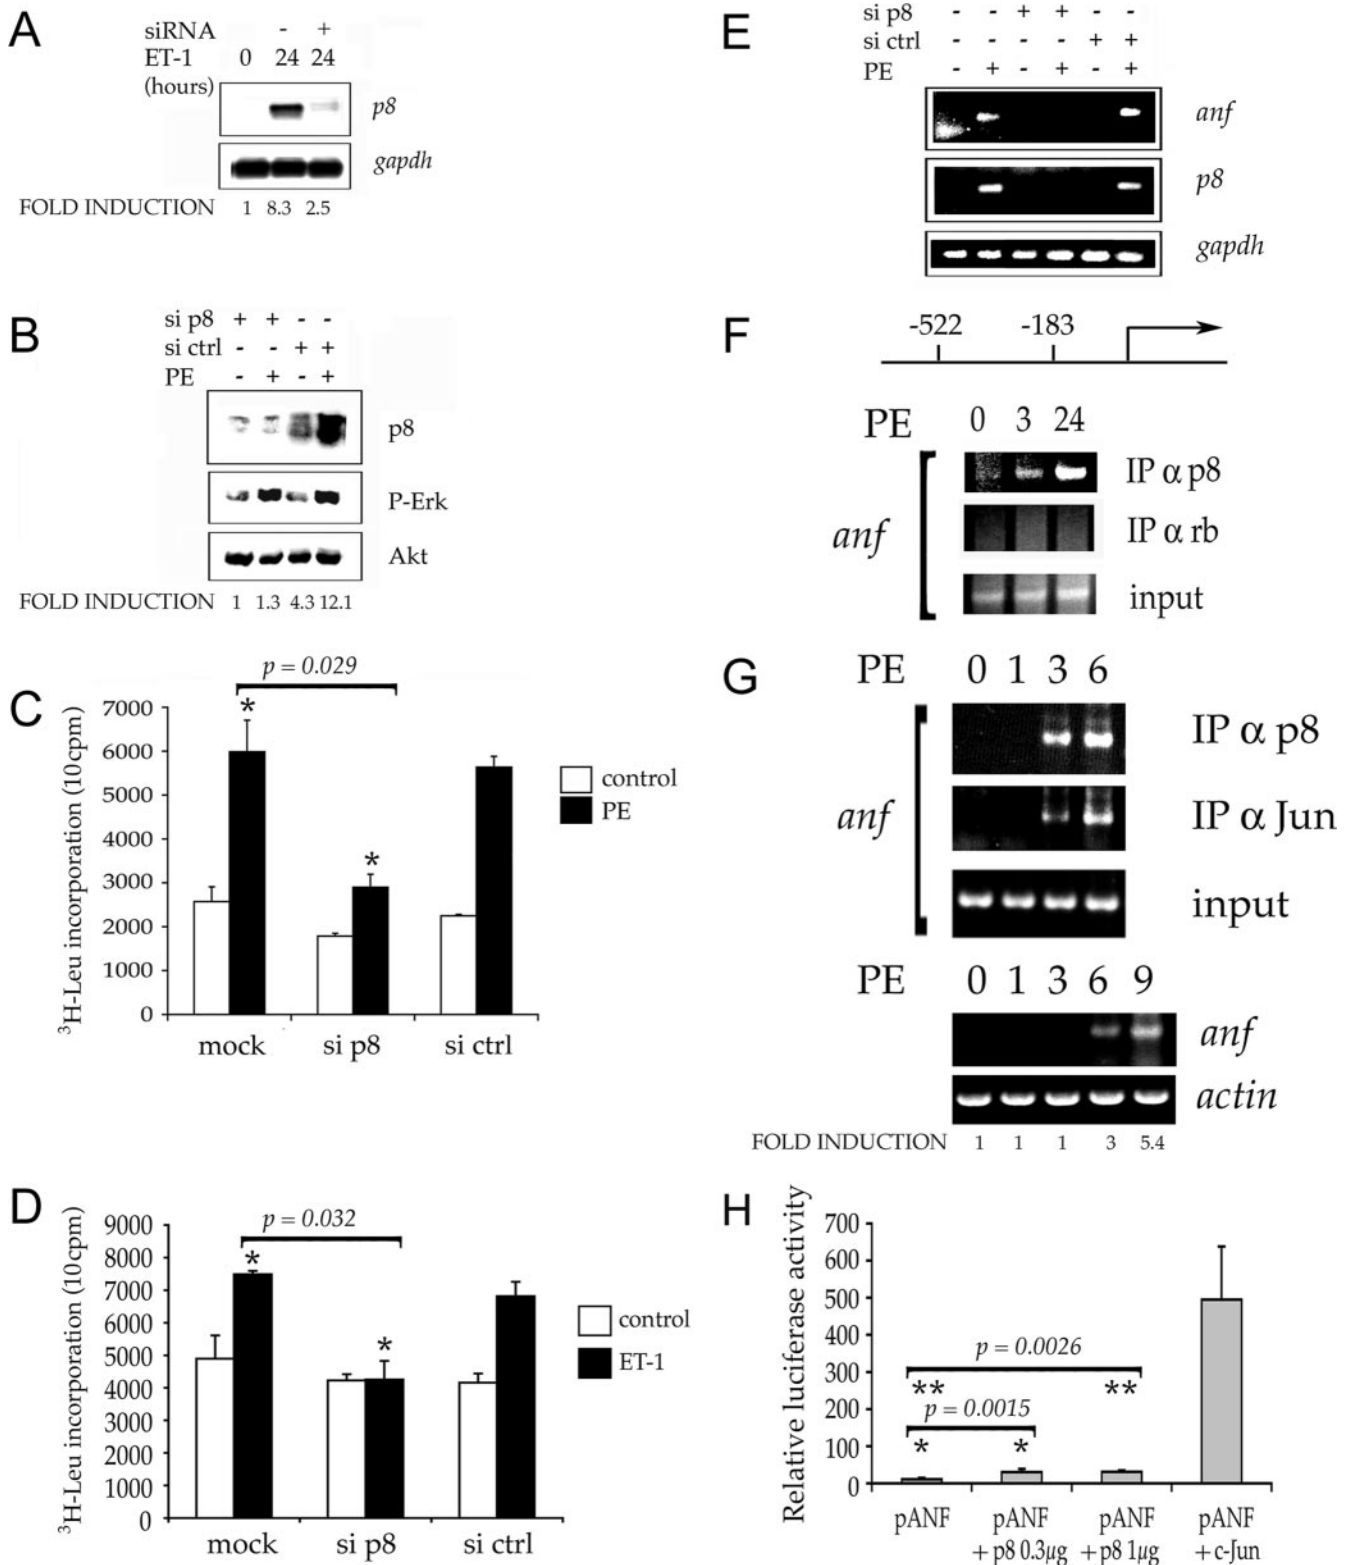 A
siRNA - +
ET-1 0 24 24
(hours)
p8
gapdh
FOLD INDUCTION 1 8.3 2.5
B
si p8 + + - -
si ctrl - - + +
PE - + - +
p8
P-Erk
Akt
FOLD INDUCTION 1 1.3 4.3 12.1
C
p = 0.029
*
*
³H-Leu incorporation (10cpm)
7000
6000
5000
4000
3000
2000
1000
0
control
PE
mock si p8 si ctrl
D
p = 0.032
*
*
³H-Leu incorporation (10cpm)
9000
8000
7000
6000
5000
4000
3000
2000
1000
0
control
ET-1
mock si p8 si ctrl
E
si p8 - - + + - -
si ctrl - - - - + +
PE - + - + - +
anf
p8
gapdh
F
-522 -183
PE 0 3 24
anf
IP α p8
IP α rb
input
G
PE 0 1 3 6
anf
IP α p8
IP α Jun
input
PE 0 1 3 6 9
anf
actin
FOLD INDUCTION 1 1 1 3 5.4
H
Relative luciferase activity
700
600
500
400
300
200
100
0
p = 0.0026
** **
p = 0.0015
* *
pANF pANF pANF pANF
+ p8 0.3µg + p8 1µg + c-Jun